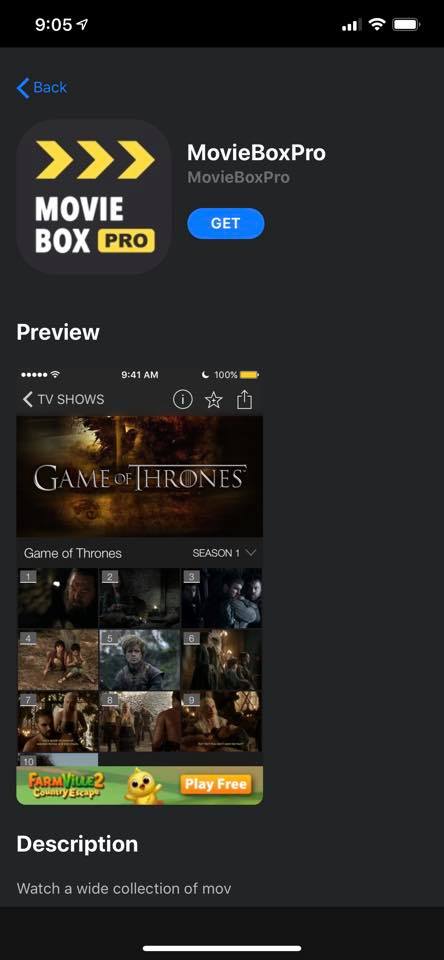 9:05
Back
MOVIE
BOX PRO
MovieBoxPro
MovieBoxPro
GET
Preview
9:41 AM 100%
TV SHOWS
GAME OF THRONES
Game of Thrones SEASON 1
1 2 3
4 5 6
7 8 9
10
FARMVILLE 2
Country Escape
Play Free
Description
Watch a wide collection of mov